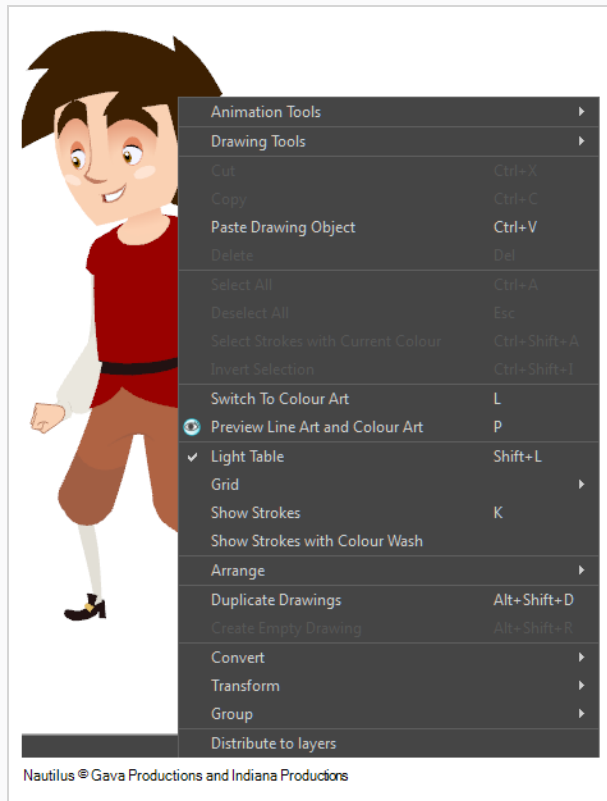 Animation Tools
Drawing Tools
Cut Ctrl+X
Copy Ctrl+C
Paste Drawing Object Ctrl+V
Delete Del
Select All Ctrl+A
Deselect All Esc
Select Strokes with Current Colour Ctrl+Shift+A
Invert Selection Ctrl+Shift+I
Switch To Colour Art L
Preview Line Art and Colour Art P
Light Table Shift+L
Grid
Show Strokes K
Show Strokes with Colour Wash
Arrange
Duplicate Drawings Alt+Shift+D
Create Empty Drawing Alt+Shift+R
Convert
Transform
Group
Distribute to layers
Nautilus © Gava Productions and Indiana Productions